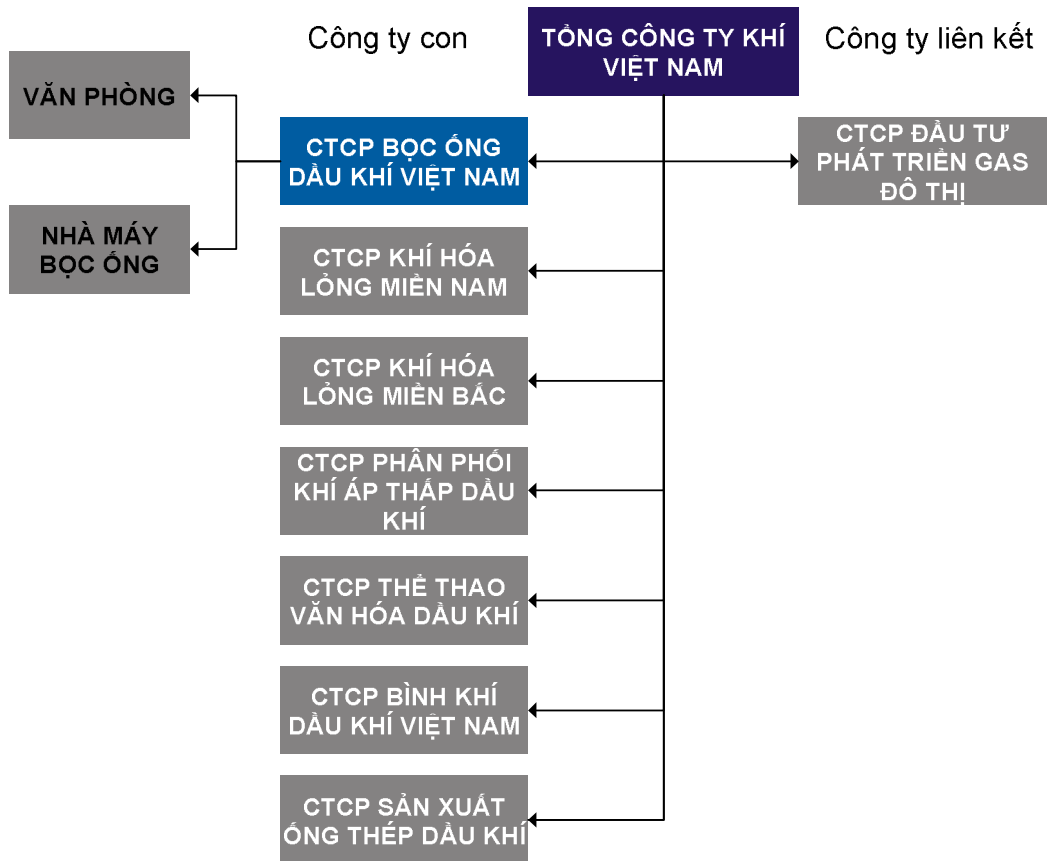 Công ty con
TỔNG CÔNG TY KHÍ
VIỆT NAM
Công ty liên kết
VĂN PHÒNG
CTCP BỌC ỐNG
DẦU KHÍ VIỆT NAM
CTCP ĐẦU TƯ
PHÁT TRIỂN GAS
ĐÔ THỊ
NHÀ MÁY
BỌC ỐNG
CTCP KHÍ HÓA
LỎNG MIỀN NAM
CTCP KHÍ HÓA
LỎNG MIỀN BẮC
CTCP PHÂN PHỐI
KHÍ ÁP THẤP DẦU
KHÍ
CTCP THỂ THAO
VĂN HÓA DẦU KHÍ
CTCP BÌNH KHÍ
DẦU KHÍ VIỆT NAM
CTCP SẢN XUẤT
ỐNG THÉP DẦU KHÍ